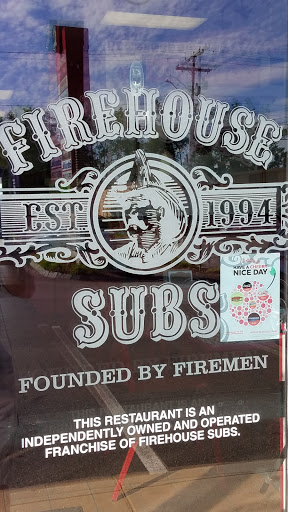 FIREHOUSE
EST 1994
NICE DAY
SUBS
FOUNDED BY FIREMEN
THIS RESTAURANT IS AN
INDEPENDENTLY OWNED AND OPERATED
FRANCHISE OF FIREHOUSE SUBS.